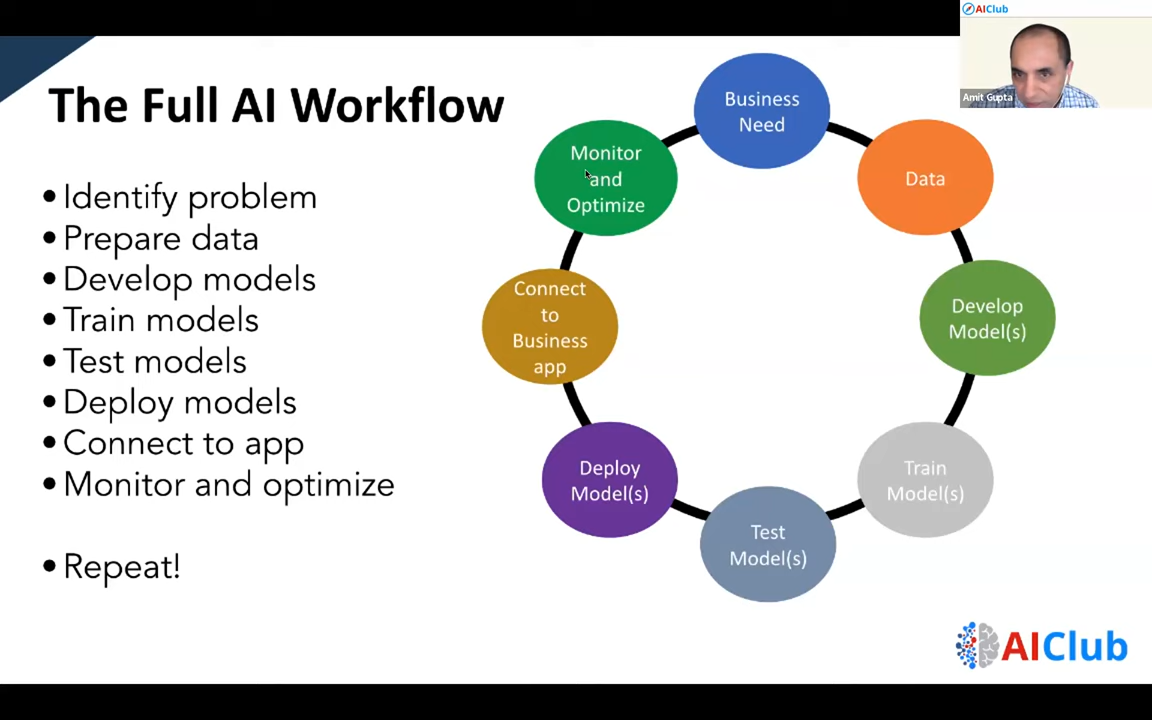 AIClub
Amit Gupta
The Full AI Workflow
• Identify problem
• Prepare data
• Develop models
• Train models
• Test models
• Deploy models
• Connect to app
• Monitor and optimize
• Repeat!
Business
Need
Data
Develop
Model(s)
Train
Model(s)
Test
Model(s)
Deploy
Model(s)
Connect
to
Business
app
Monitor
and
Optimize
AIClub